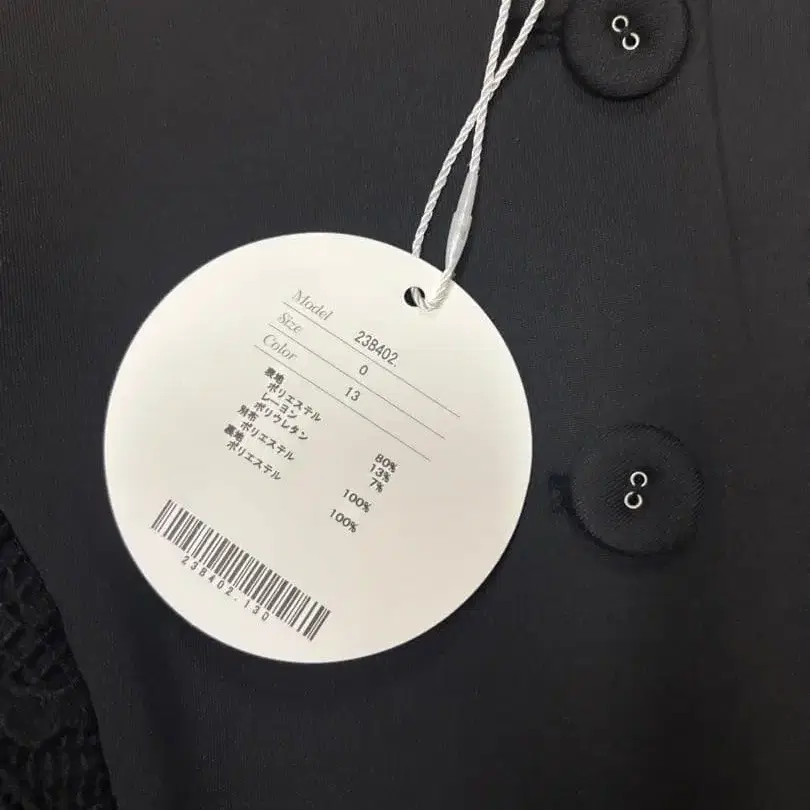 Model 23B402.
Size 0
Color 13
表地
ポリエステル 80%
レーヨン 13%
ポリウレタン 7%
別布
ポリエステル 100%
裏地
ポリエステル 100%
23B402.130